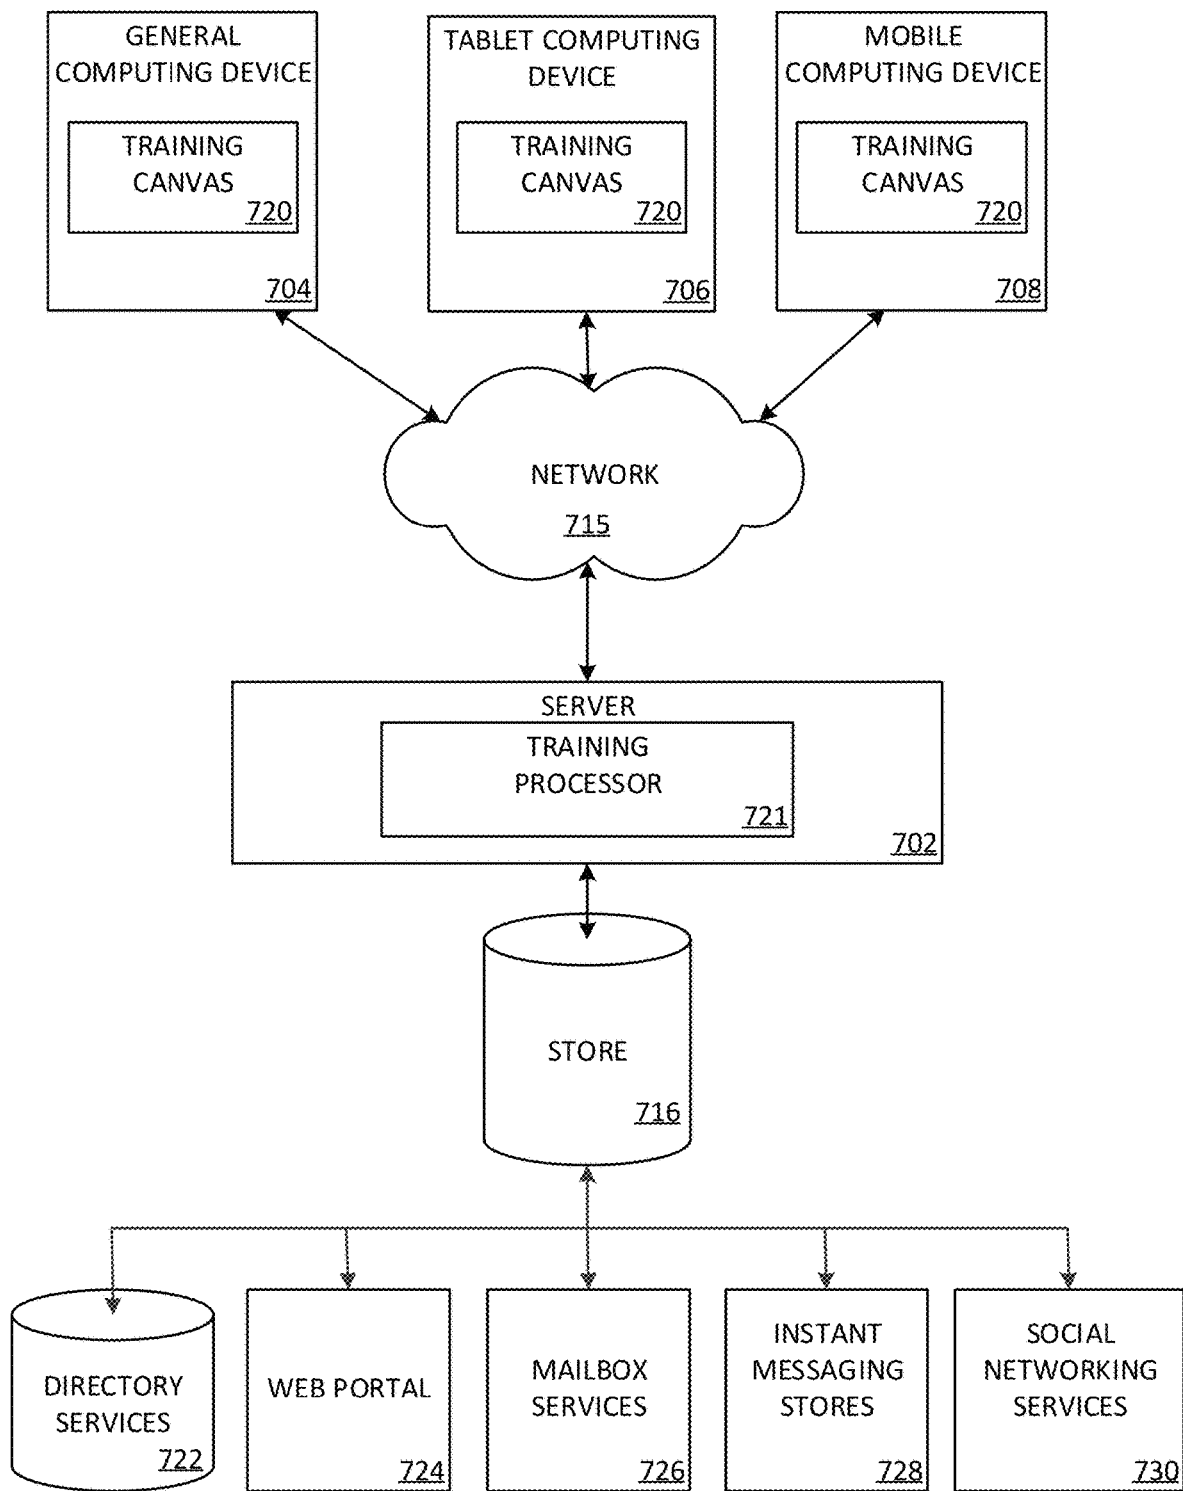 GENERAL
COMPUTING DEVICE
TRAINING
CANVAS
720
704
TABLET COMPUTING
DEVICE
TRAINING
CANVAS
720
706
MOBILE
COMPUTING DEVICE
TRAINING
CANVAS
720
708
NETWORK
715
SERVER
TRAINING
PROCESSOR
721
702
STORE
716
DIRECTORY
SERVICES
722
WEB PORTAL
724
MAILBOX
SERVICES
726
INSTANT
MESSAGING
STORES
728
SOCIAL
NETWORKING
SERVICES
730